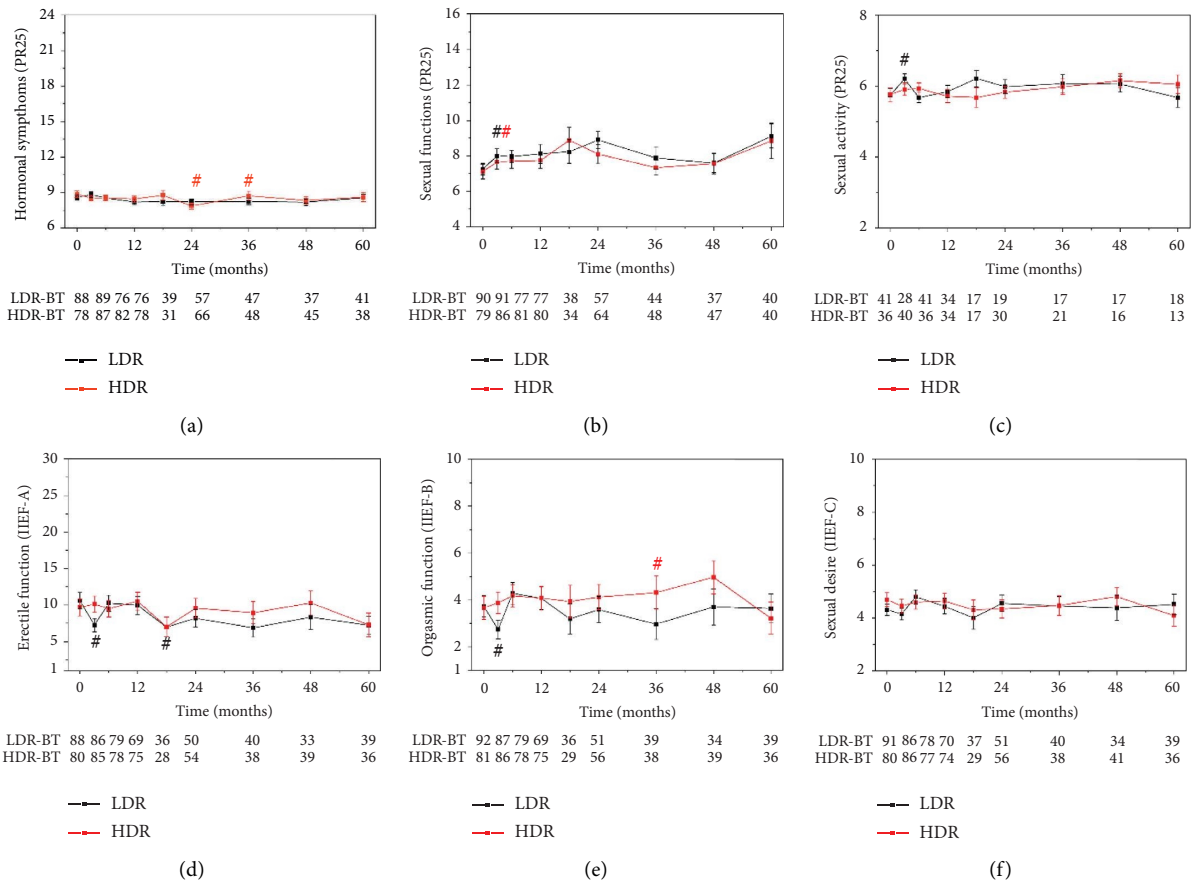 Hormonal sympthoms (PR25)
24
21
18
15
12
9
6
#
#
0 12 24 36 48 60
Time (months)
LDR-BT 88 89 76 76 39 57 47 37 41
HDR-BT 78 87 82 78 31 66 48 45 38
LDR
HDR
(a)
Sexual functions (PR25)
16
14
12
10
8
6
4
##
0 12 24 36 48 60
Time (months)
LDR-BT 90 91 77 77 38 57 44 37 40
HDR-BT 79 86 81 80 34 64 48 47 40
LDR
HDR
(b)
Sexual activity (PR25)
8
6
4
2
#
0 12 24 36 48 60
Time (months)
LDR-BT 41 28 41 34 17 19 17 17 18
HDR-BT 36 40 36 34 17 30 21 16 13
LDR
HDR
(c)
Erectile function (IIEF-A)
30
25
20
15
10
5
1
#
#
0 12 24 36 48 60
Time (months)
LDR-BT 88 86 79 69 36 50 40 33 39
HDR-BT 80 85 78 75 28 54 38 39 36
LDR
HDR
(d)
Orgasmic function (IIEF-B)
10
8
6
4
2
1
#
#
0 12 24 36 48 60
Time (months)
LDR-BT 92 87 79 69 36 51 39 34 39
HDR-BT 81 86 78 75 29 56 38 39 36
LDR
HDR
(e)
Sexual desire (IIEF-C)
10
8
6
4
2
0 12 24 36 48 60
Time (months)
LDR-BT 91 86 78 70 37 51 40 34 39
HDR-BT 80 86 77 74 29 56 38 41 36
LDR
HDR
(f)